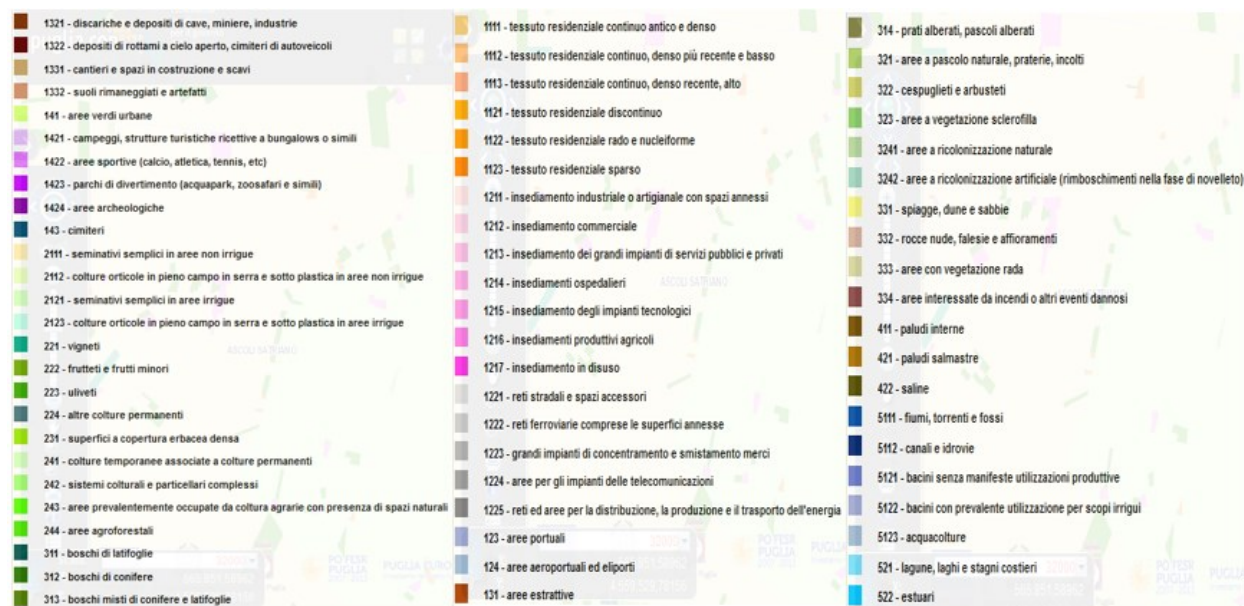 1321 - discariche e depositi di cave, miniere, industrie
1322 - depositi di rottami a cielo aperto, cimiteri di autoveicoli
1331 - cantieri e spazi in costruzione e scavi
1332 - suoli rimaneggiati e artefatti
141 - aree verdi urbane
1421 - campeggi, strutture turistiche ricettive a bungalows o simili
1422 - aree sportive (calcio, atletica, tennis, etc)
1423 - parchi di divertimento (acquapark, zoosafari e simili)
1424 - aree archeologiche
143 - cimiteri
2111 - seminativi semplici in aree non irrigue
2112 - colture orticole in pieno campo in serra e sotto plastica in aree non irrigue
2121 - seminativi semplici in aree irrigue
2123 - colture orticole in pieno campo in serra e sotto plastica in aree irrigue
221 - vigneti
222 - frutteti e frutti minori
223 - uliveti
224 - altre colture permanenti
231 - superfici a copertura erbacea densa
241 - colture temporanee associate a colture permanenti
242 - sistemi colturali e particellari complessi
243 - aree prevalentemente occupate da coltura agrarie con presenza di spazi naturali
244 - aree agroforestali
311 - boschi di latifoglie
312 - boschi di conifere
313 - boschi misti di conifere e latifoglie
1111 - tessuto residenziale continuo antico e denso
1112 - tessuto residenziale continuo, denso più recente e basso
1113 - tessuto residenziale continuo, denso recente, alto
1121 - tessuto residenziale discontinuo
1122 - tessuto residenziale rado e nucleiforme
1123 - tessuto residenziale sparso
1211 - insediamento industriale o artigianale con spazi annessi
1212 - insediamento commerciale
1213 - insediamento dei grandi impianti di servizi pubblici e privati
1214 - insediamenti ospedalieri
1215 - insediamento degli impianti tecnologici
1216 - insediamenti produttivi agricoli
1217 - insediamento in disuso
1221 - reti stradali e spazi accessori
1222 - reti ferroviarie comprese le superfici annesse
1223 - grandi impianti di concentramento e smistamento merci
1224 - aree per gli impianti delle telecomunicazioni
1225 - reti ed aree per la distribuzione, la produzione e il trasporto dell'energia
123 - aree portuali
124 - aree aeroportuali ed eliporti
131 - aree estrattive
314 - prati alberati, pascoli alberati
321 - aree a pascolo naturale, praterie, incolti
322 - cespuglieti e arbusteti
323 - aree a vegetazione sclerofilla
3241 - aree a ricolonizzazione naturale
3242 - aree a ricolonizzazione artificiale (rimboschimenti nella fase di novelleto)
331 - spiagge, dune e sabbie
332 - rocce nude, falesie e affioramenti
333 - aree con vegetazione rada
334 - aree interessate da incendi o altri eventi dannosi
411 - paludi interne
421 - paludi salmastre
422 - saline
5111 - fiumi, torrenti e fossi
5112 - canali e idrovie
5121 - bacini senza manifeste utilizzazioni produttive
5122 - bacini con prevalente utilizzazione per scopi irrigui
5123 - acquacolture
521 - lagune, laghi e stagni costieri
522 - estuari
ASCOLI SATRIANO
ASCOLI SATRIANO
PO FESR
PUGLIA
2007-2013